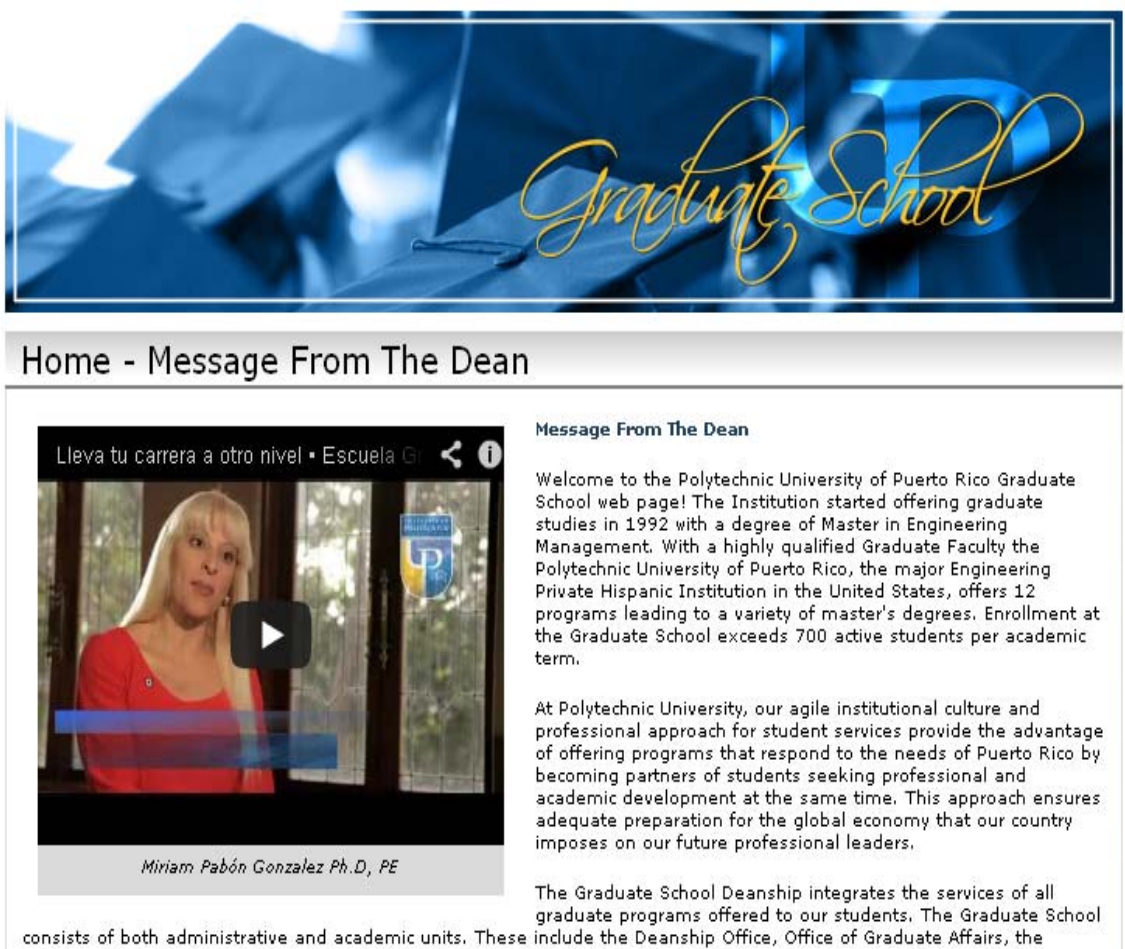 Graduate School
UP
Home - Message From The Dean
Lleva tu carrera a otro nivel • Escuela
Miriam Pabón Gonzalez Ph.D, PE
Message From The Dean
Welcome to the Polytechnic University of Puerto Rico Graduate
School web page! The Institution started offering graduate
studies in 1992 with a degree of Master in Engineering
Management. With a highly qualified Graduate Faculty the
Polytechnic University of Puerto Rico, the major Engineering
Private Hispanic Institution in the United States, offers 12
programs leading to a variety of master's degrees. Enrollment at
the Graduate School exceeds 700 active students per academic
term.
At Polytechnic University, our agile institutional culture and
professional approach for student services provide the advantage
of offering programs that respond to the needs of Puerto Rico by
becoming partners of students seeking professional and
academic development at the same time. This approach ensures
adequate preparation for the global economy that our country
imposes on our future professional leaders.
The Graduate School Deanship integrates the services of all
graduate programs offered to our students. The Graduate School
consists of both administrative and academic units. These include the Deanship Office, Office of Graduate Affairs, the